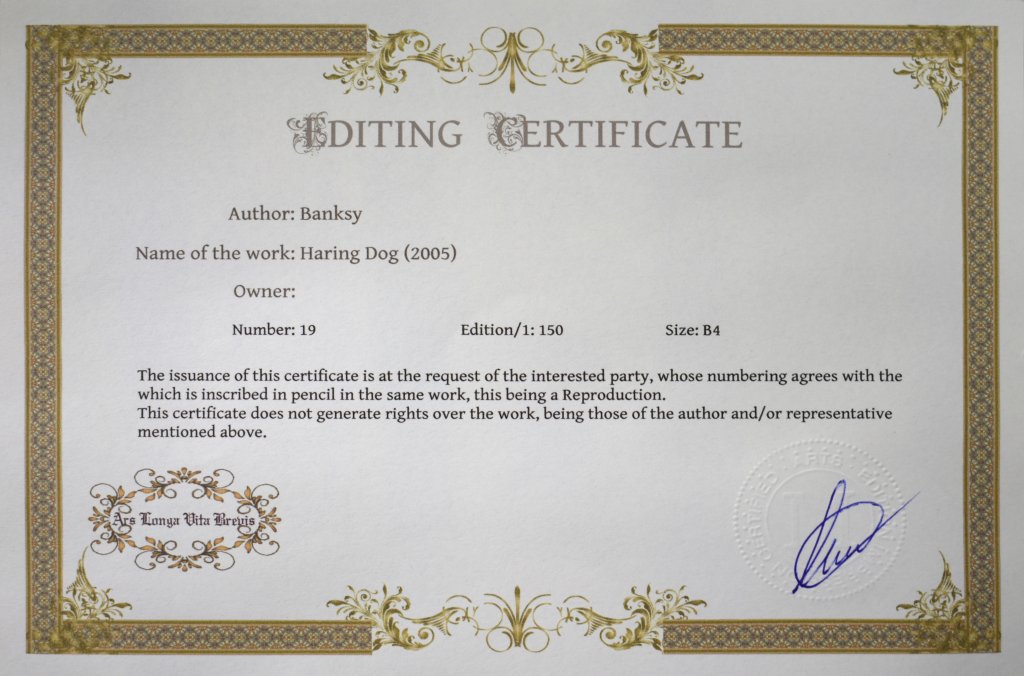 EDITING CERTIFICATE
Author: Banksy
Name of the work: Haring Dog (2005)
Owner:
Number: 19 Edition/1: 150 Size: B4
The issuance of this certificate is at the request of the interested party, whose numbering agrees with the
which is inscribed in pencil in the same work, this being a Reproduction.
This certificate does not generate rights over the work, being those of the author and/or representative
mentioned above.
Ars Longa Vita Brevis
CERTIFIED ARTS